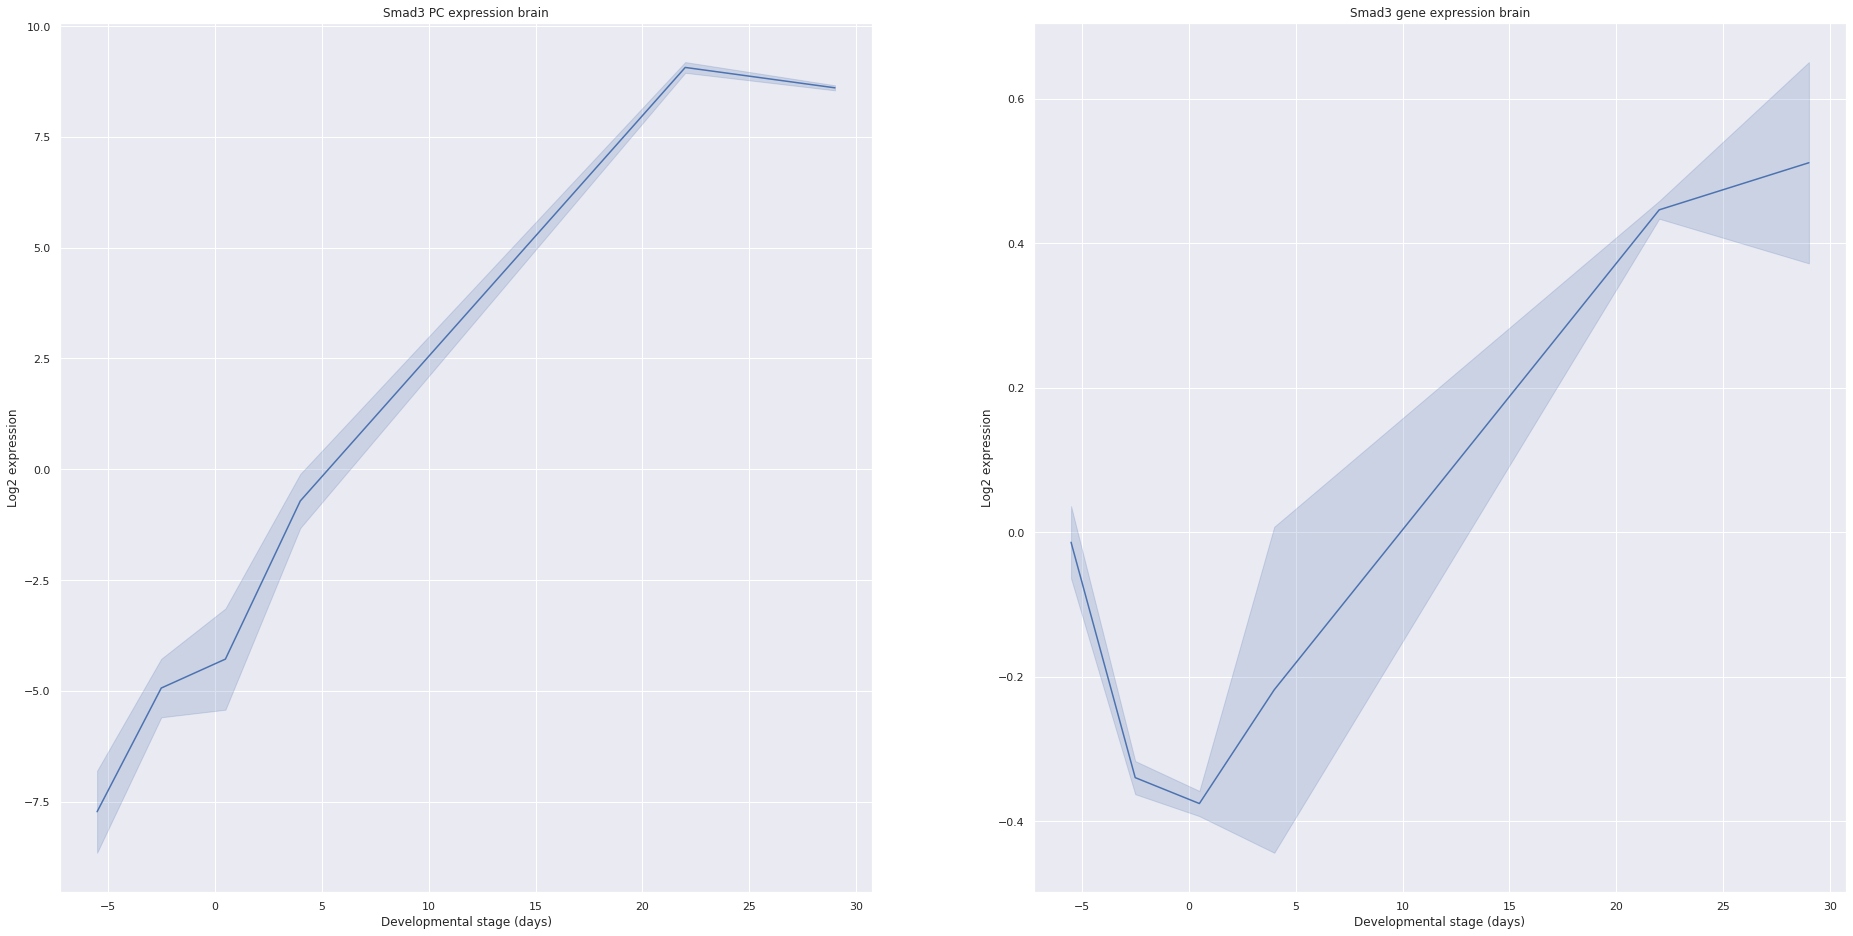 Smad3 PC expression brain
10.0
7.5
5.0
2.5
0.0
−2.5
−5.0
−7.5
Log2 expression
−5 0 5 10 15 20 25 30
Developmental stage (days)
Smad3 gene expression brain
0.6
0.4
0.2
0.0
−0.2
−0.4
Log2 expression
−5 0 5 10 15 20 25 30
Developmental stage (days)